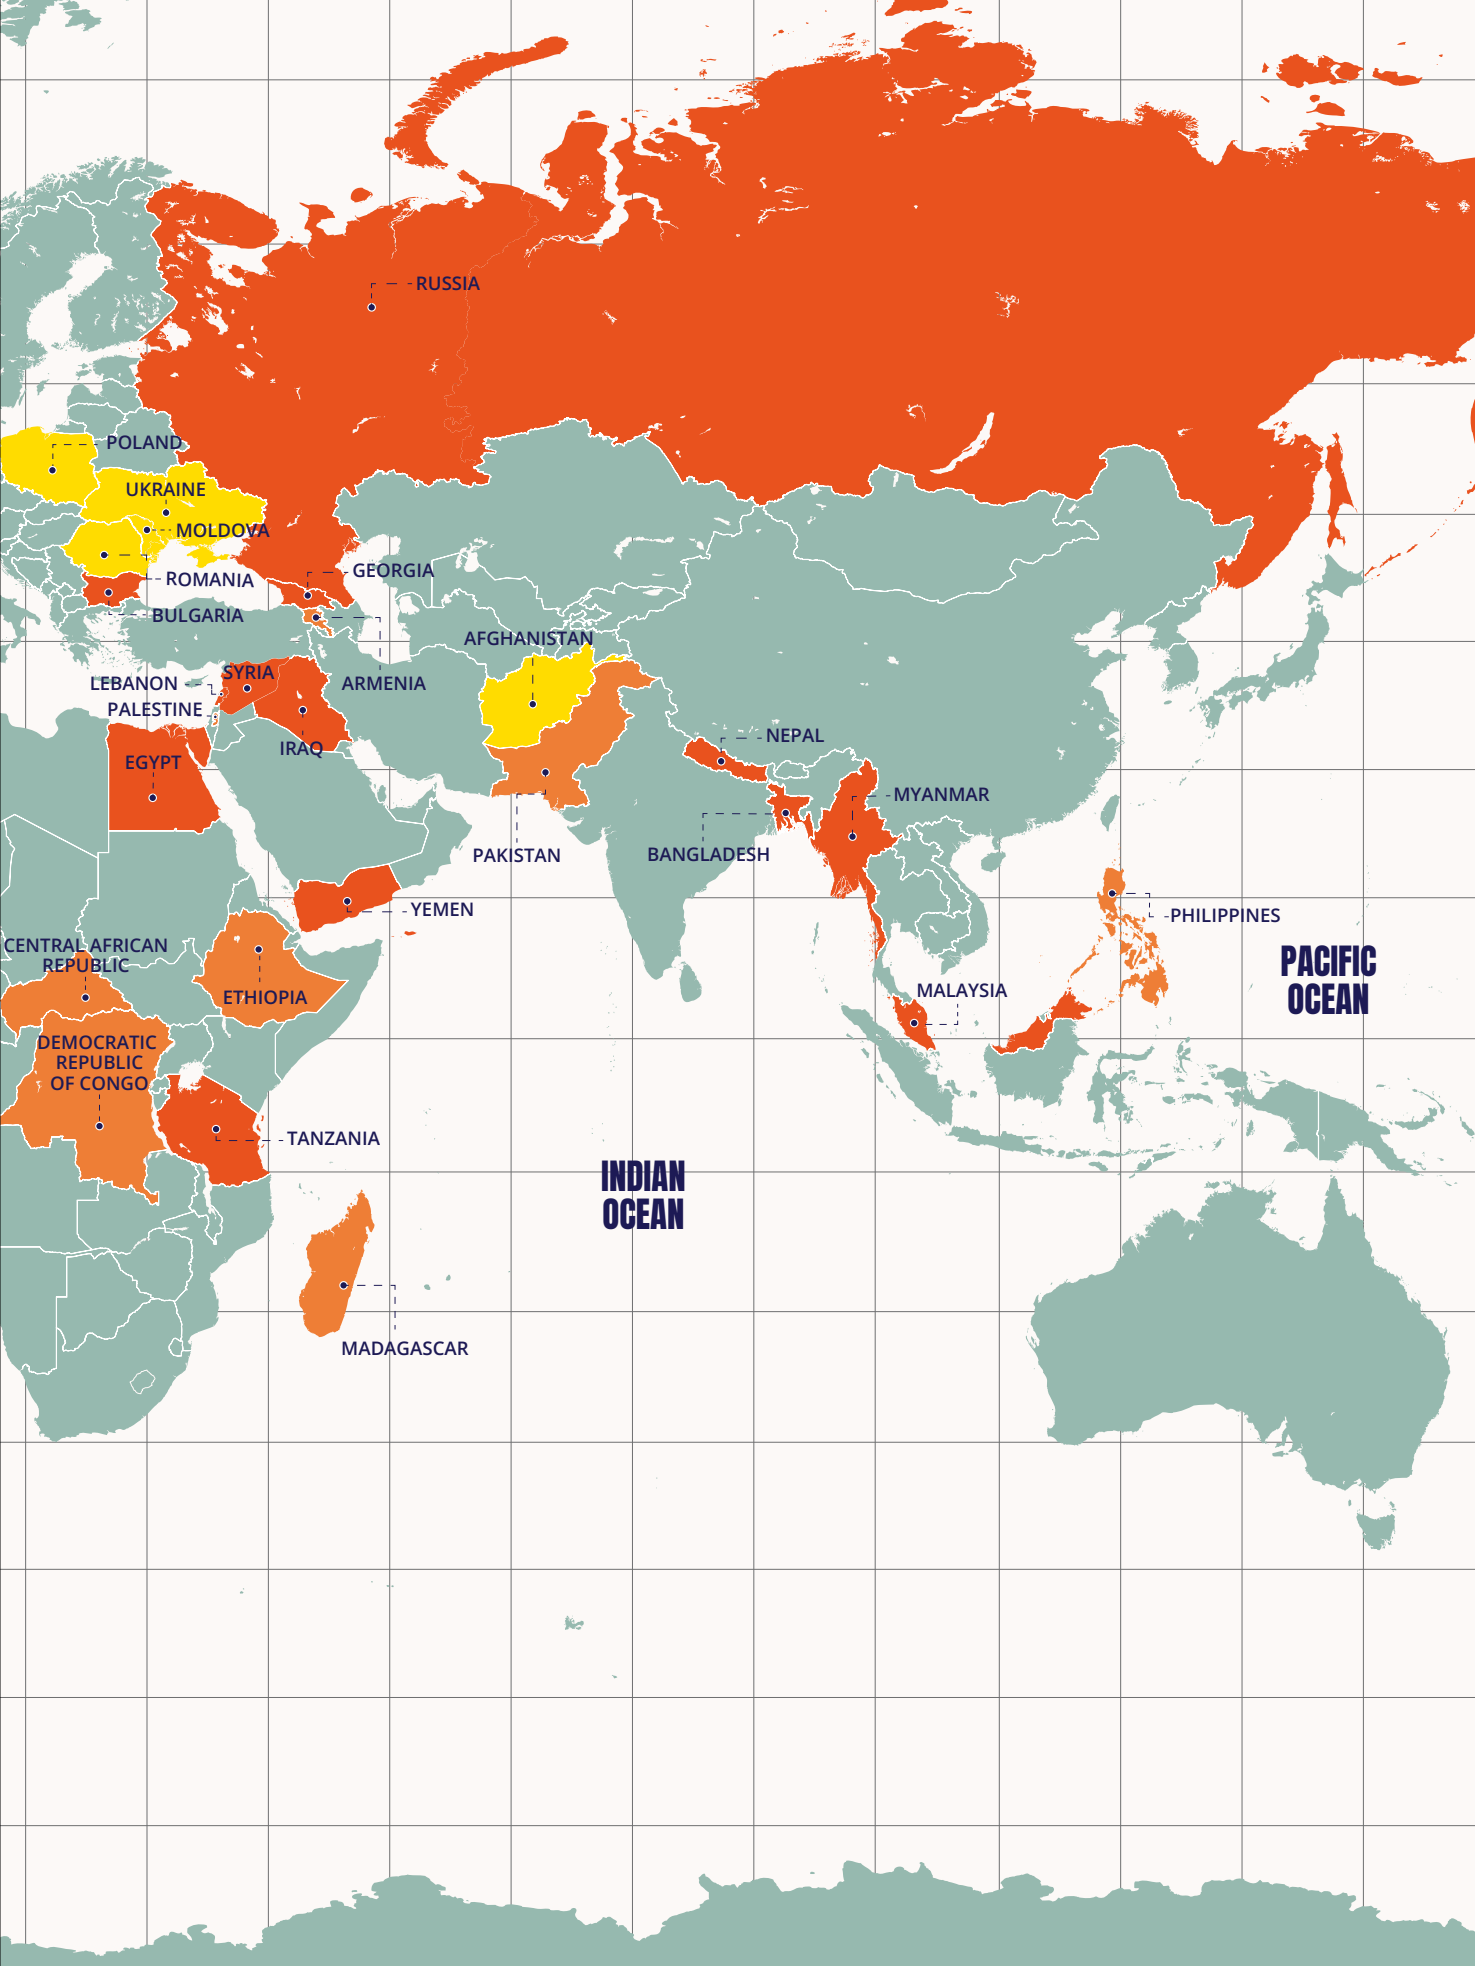 RUSSIA
POLAND
UKRAINE
MOLDOVA
GEORGIA
ROMANIA
BULGARIA
AFGHANISTAN
SYRIA
LEBANON
ARMENIA
PALESTINE
NEPAL
IRAQ
EGYPT
MYANMAR
PAKISTAN
BANGLADESH
YEMEN
PHILIPPINES
CENTRAL AFRICAN
REPUBLIC
PACIFIC
OCEAN
ETHIOPIA
MALAYSIA
DEMOCRATIC
REPUBLIC
OF CONGO
TANZANIA
INDIAN
OCEAN
MADAGASCAR